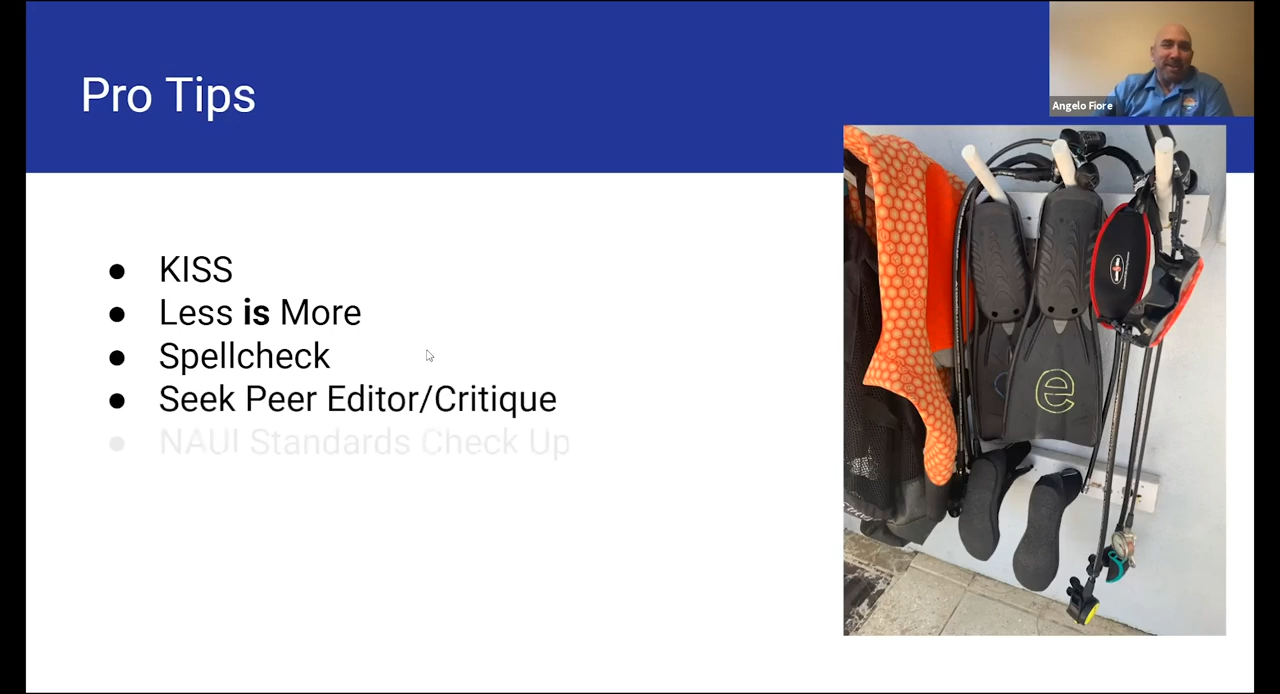 Pro Tips
Angelo Fiore
● KISS
● Less is More
● Spellcheck
● Seek Peer Editor/Critique
● NAUI Standards Check Up
e